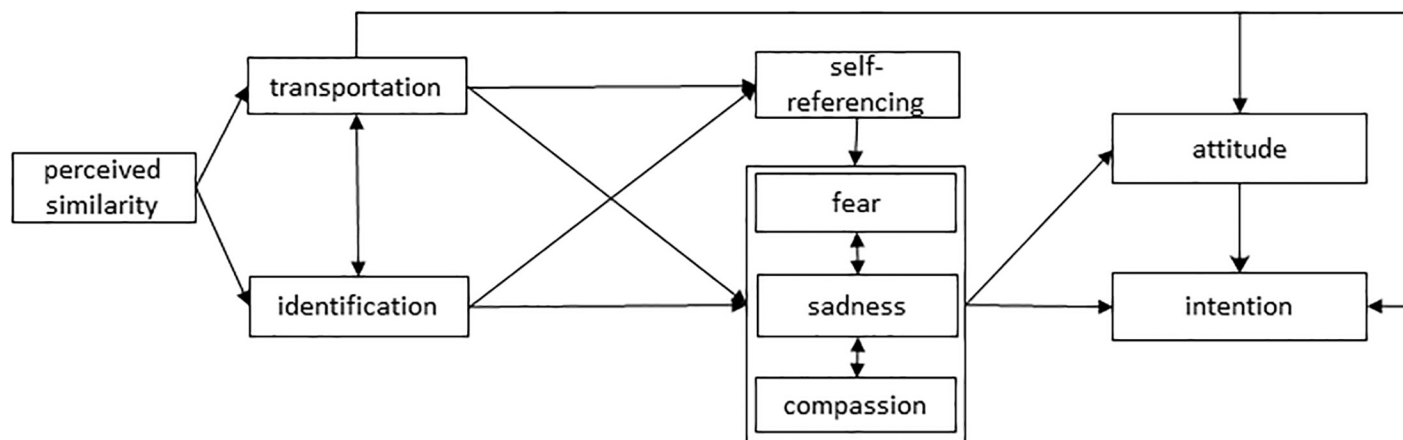 perceived
similarity
transportation
identification
self-
referencing
fear
sadness
compassion
attitude
intention